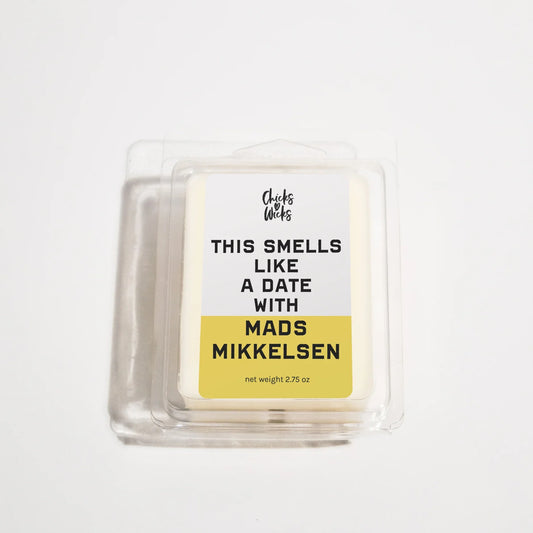 Chicks
Wicks
THIS SMELLS
LIKE
A DATE
WITH
MADS
MIKKELSEN
net weight 2.75 oz